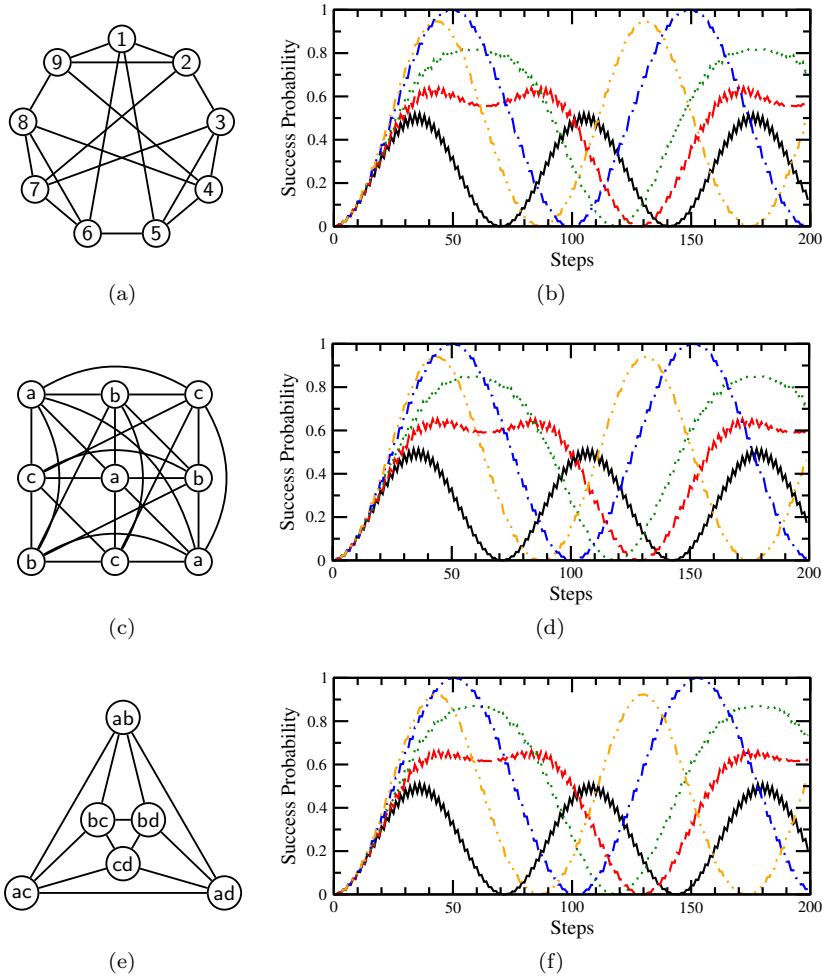 1
9
2
8
3
7
4
6
5
(a)
Success Probability
1
0.8
0.6
0.4
0.2
0
0
50
100
150
200
Steps
(b)
a
b
c
c
a
b
b
c
a
(c)
Success Probability
1
0.8
0.6
0.4
0.2
0
0
50
100
150
200
Steps
(d)
ab
bc
bd
cd
ac
ad
(e)
Success Probability
1
0.8
0.6
0.4
0.2
0
0
50
100
150
200
Steps
(f)